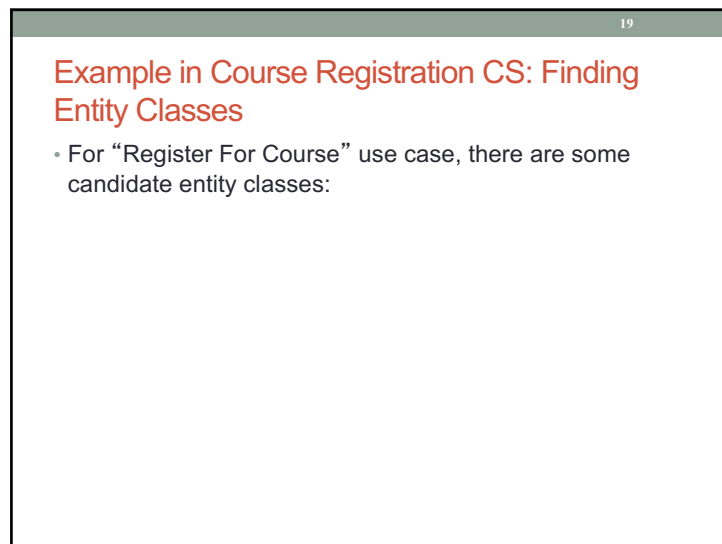 19
Example in Course Registration CS: Finding
Entity Classes
• For “Register For Course” use case, there are some
candidate entity classes: